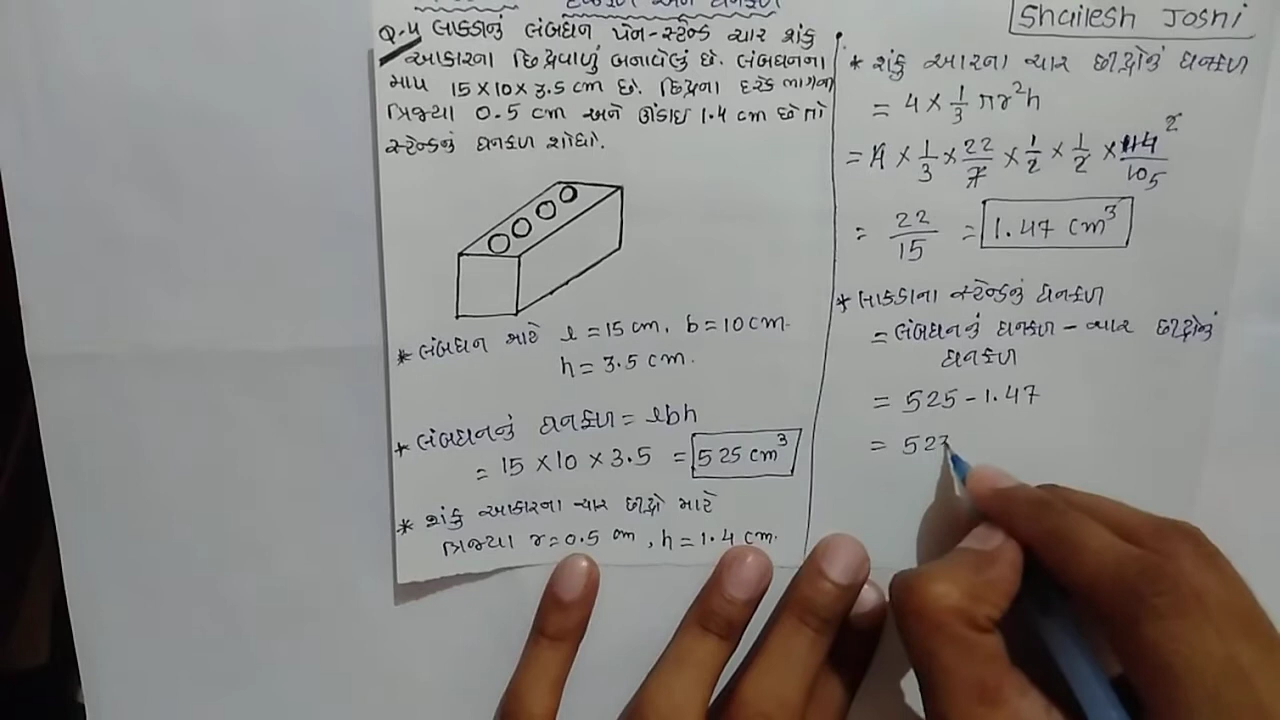 Q-4 લાકડાનું લંબઘન પેન-સ્ટેન્ડ ચાર શંકુ
આકારના છિદ્રોવાળું બનાવેલું છે. લંબઘનના
માપ 15 X 10 X 3.5 cm છે. છિદ્રના દરેક ભાગની
ત્રિજ્યા 0.5 cm અને ઊંડાઇ 1.4 cm છે તો
સ્ટેન્ડનું ઘનફળ શોધો.
* લંબઘન માટે l = 15 cm. b = 10 cm.
h = 3.5 cm.
* લંબઘનનું ઘનફળ = lbh
= 15 X 10 X 3.5 = 525 cm³
* શંકુ આકારના ચાર છીદ્રો માટે
ત્રિજ્યા r = 0.5 cm, h = 1.4 cm.
Shailesh Joshi
* શંકુ આકારના ચાર છીદ્રોનું ઘનફળ
= 4 × 1/3 πr²h
= 4 × 1/3 × 22/7 × 1/2 × 1/2 × 14 2/10 5
= 22/15 = 1.47 cm³
* લાકડાના સ્ટેન્ડનું ઘનફળ
= લંબઘનનું ઘનફળ - ચાર છીદ્રોનું
ઘનફળ
= 525 - 1.47
= 523